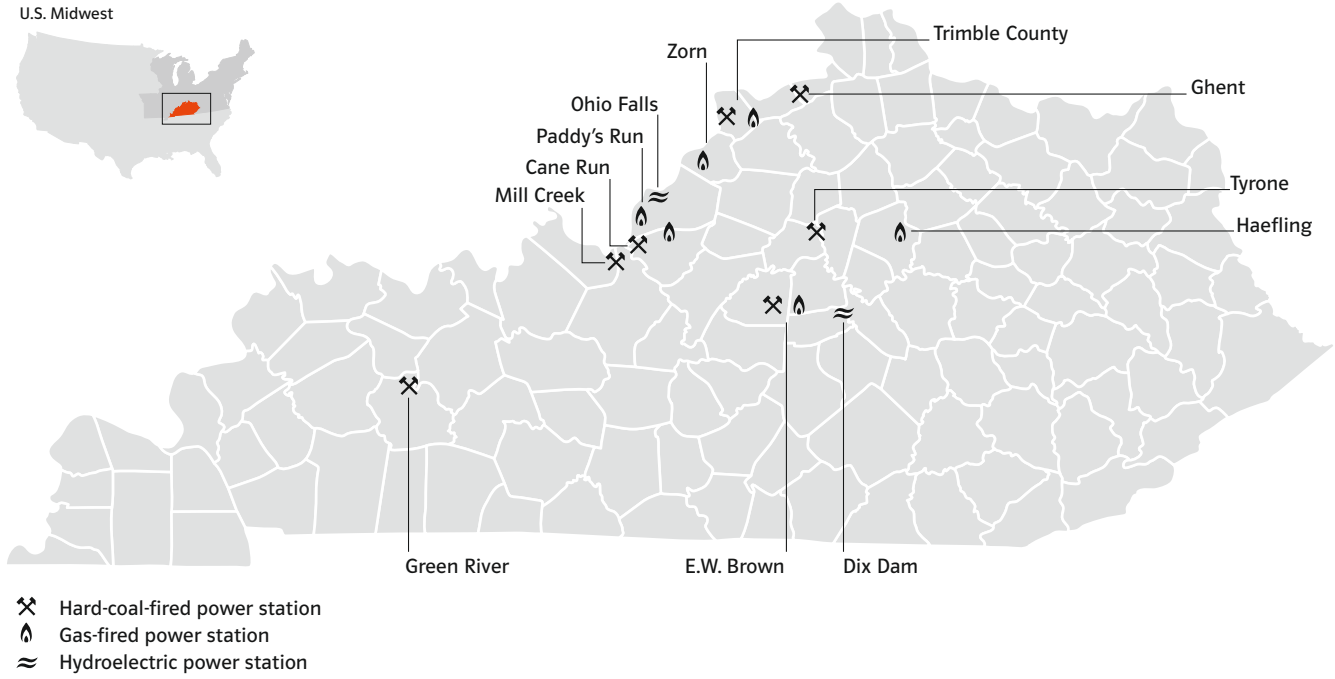 U.S. Midwest
Trimble County
Zorn
Ghent
Ohio Falls
Paddy's Run
Cane Run
Mill Creek
Tyrone
Haefling
Green River
E.W. Brown
Dix Dam
Hard-coal-fired power station
Gas-fired power station
Hydroelectric power station